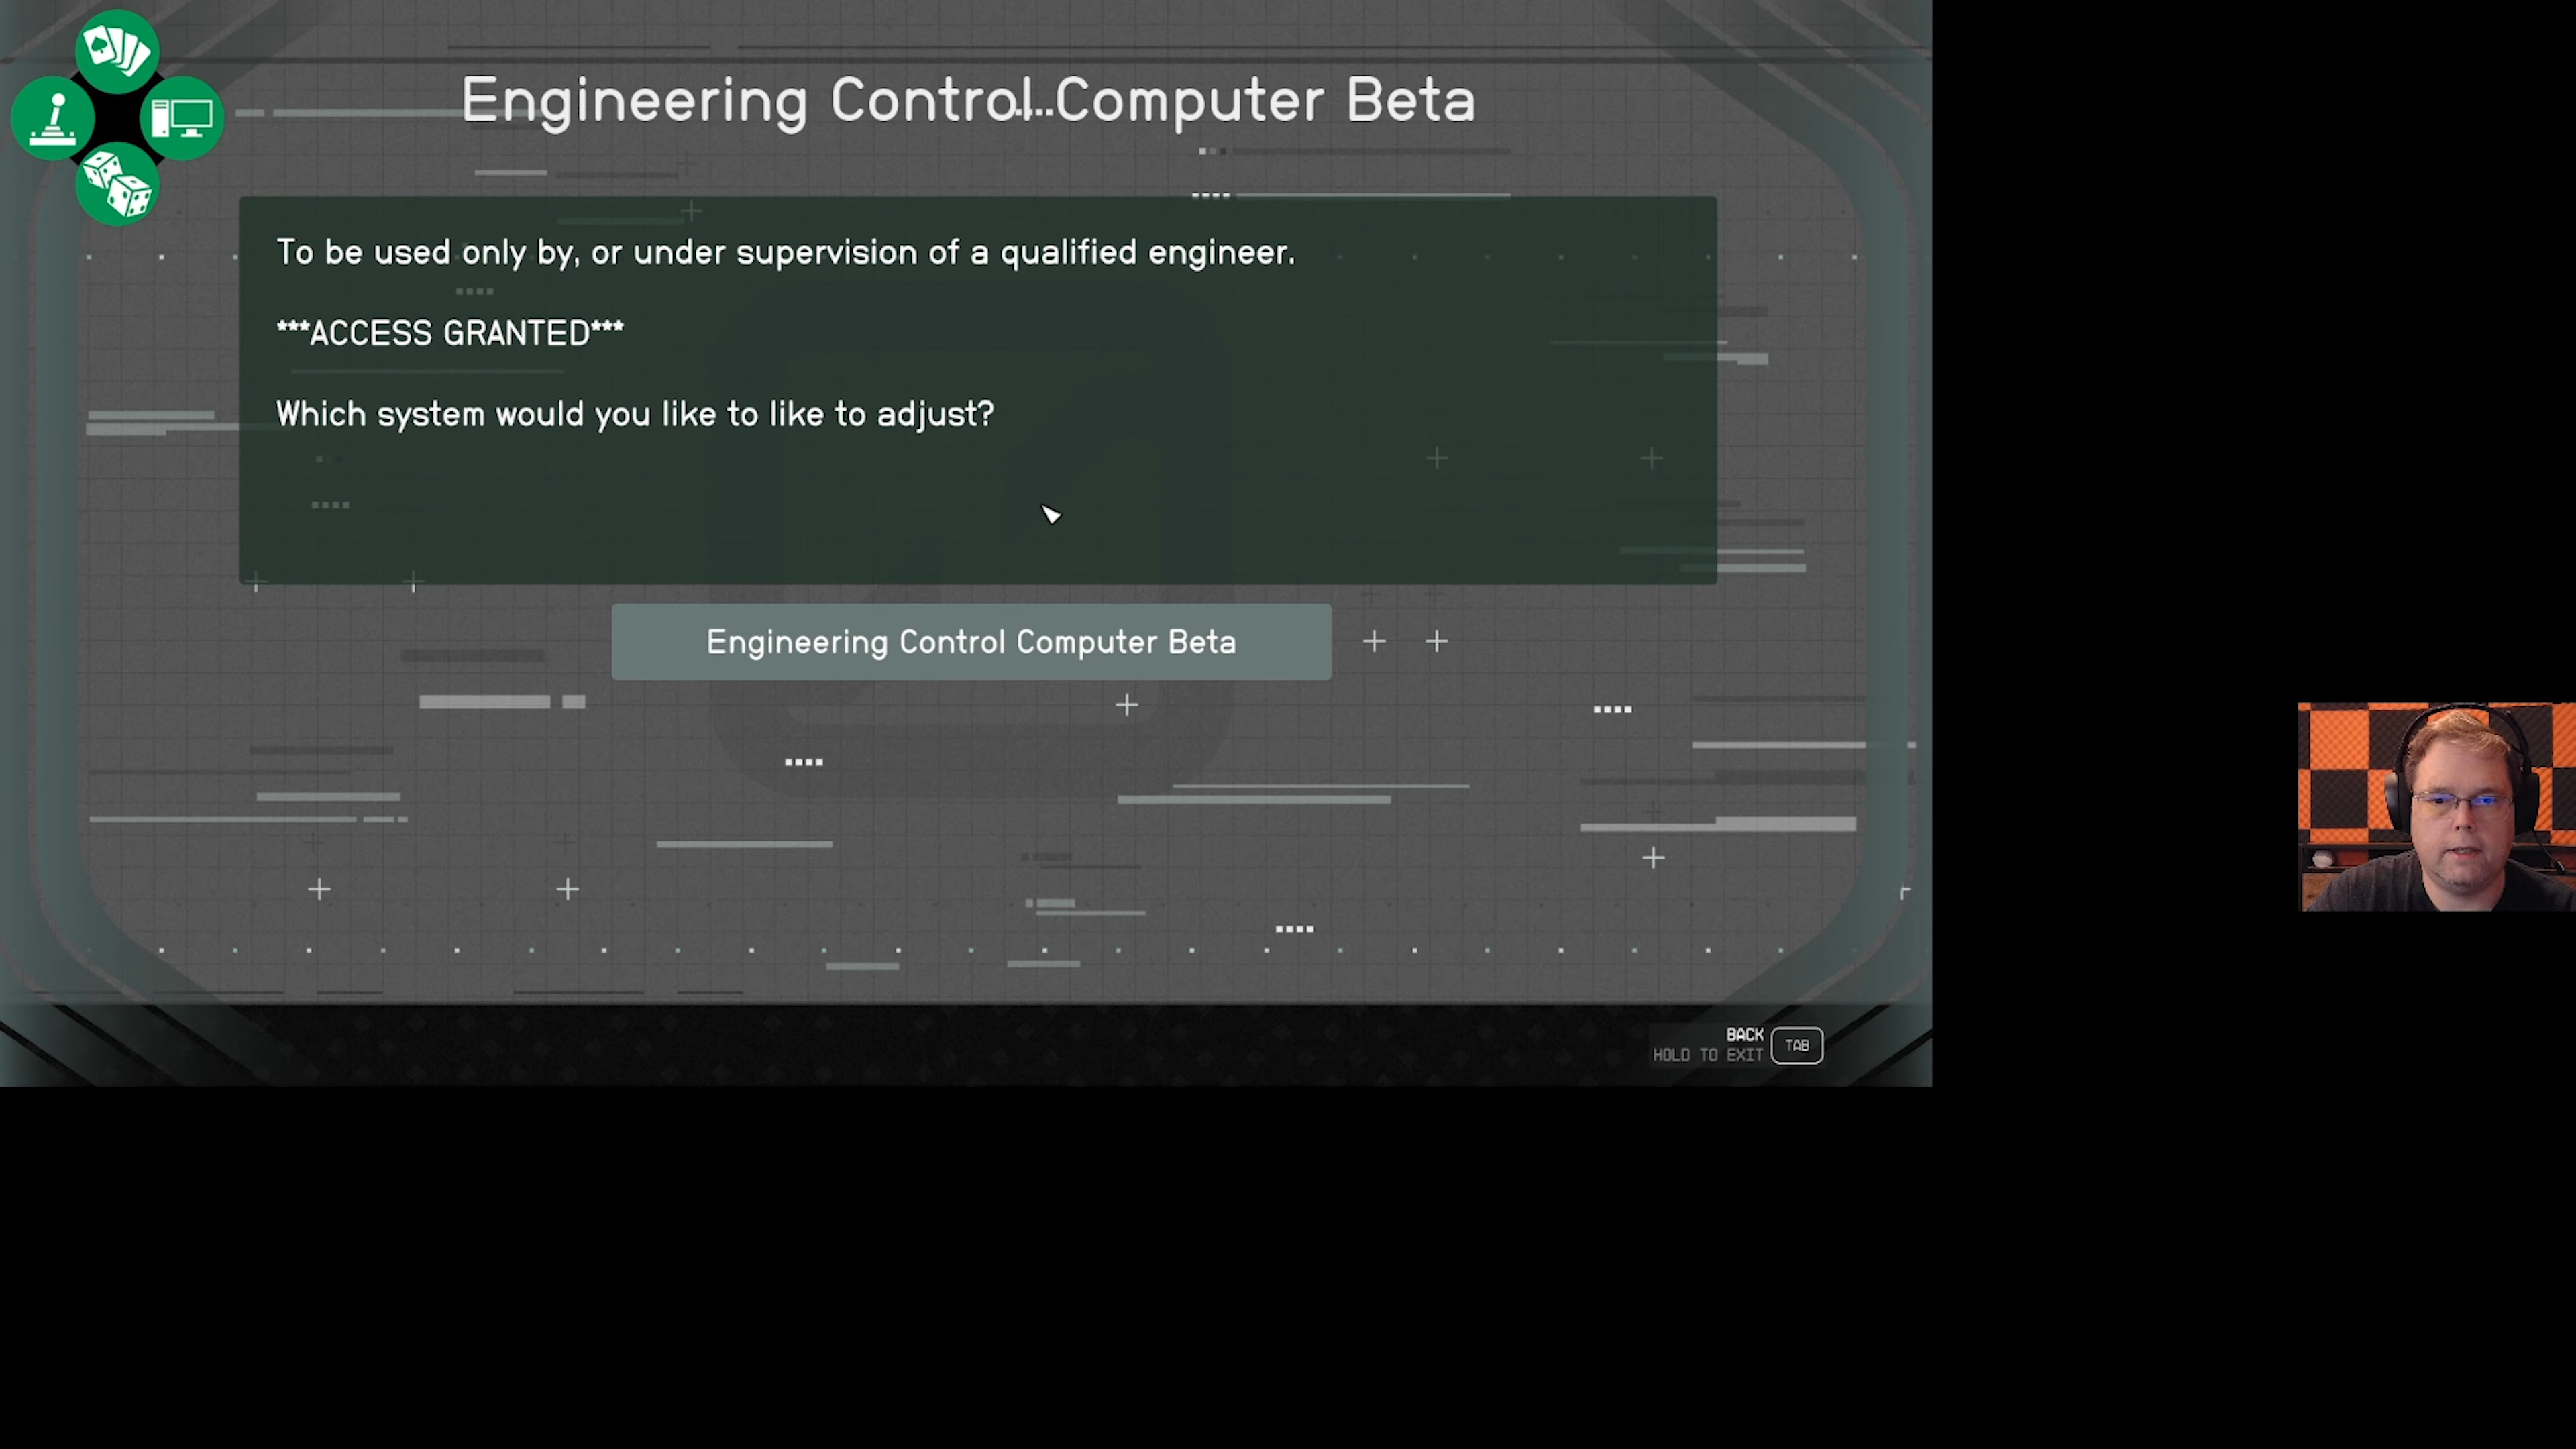 Engineering Control Computer Beta
To be used only by, or under supervision of a qualified engineer.
***ACCESS GRANTED***
Which system would you like to like to adjust?
Engineering Control Computer Beta
BACK
HOLD TO EXIT
TAB